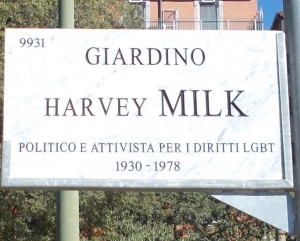 9931
GIARDINO
HARVEY MILK
POLITICO E ATTIVISTA PER I DIRITTI LGBT
1930 - 1978